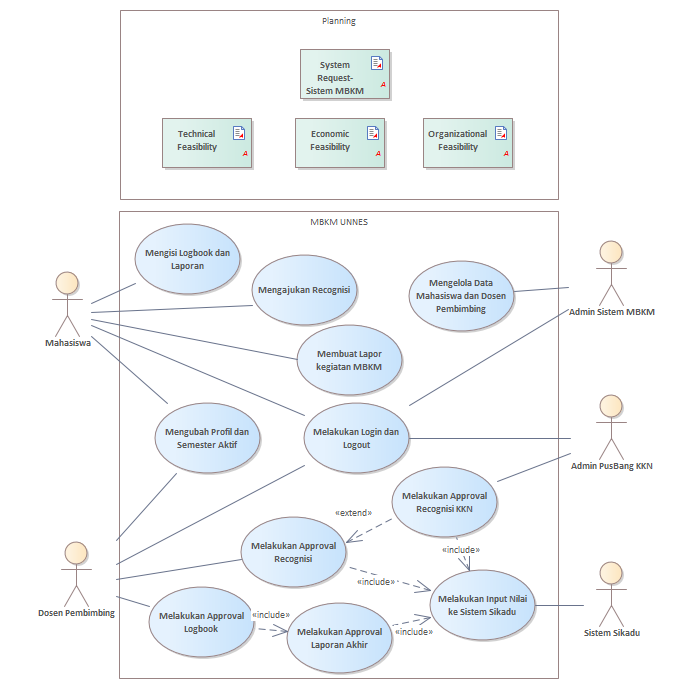 Planning
System
Request-
Sistem MBKM
A
Technical
Feasibility
A
Economic
Feasibility
A
Organizational
Feasibility
A
MBKM UNNES
Mengisi Logbook dan
Laporan
Mengajukan Recognisi
Mengelola Data
Mahasiswa dan Dosen
Pembimbing
Admin Sistem MBKM
Mahasiswa
Membuat Lapor
kegiatan MBKM
Mengubah Profil dan
Semester Aktif
Melakukan Login dan
Logout
Admin PusBang KKN
Melakukan Approval
Recognisi KKN
«extend»
Melakukan Approval
Recognisi
«include»
«include»
Dosen Pembimbing
Melakukan Approval
Logbook
«include»
Melakukan Approval
Laporan Akhir
«include»
Melakukan Input Nilai
ke Sistem Sikadu
Sistem Sikadu